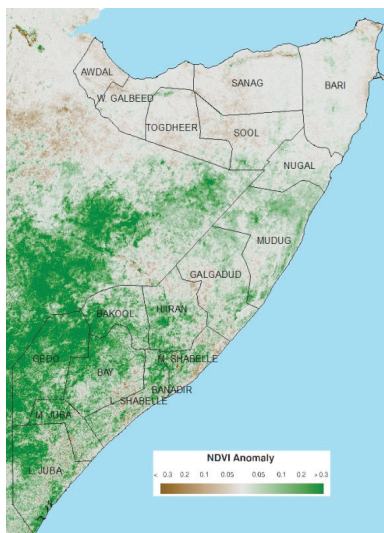 AWDAL
SANAG
BARI
W. GALBEED
TOGDHEER
SOOL
NUGAL
MUDUG
GALGADUD
BAKOOL
HIIRAN
GEDO
M. SHABELLE
BAY
BANADIR
L. SHABELLE
M. JUBA
L. JUBA
NDVI Anomaly
< 0.3 0.2 0.1 0.05 0.05 0.1 0.2 >0.3